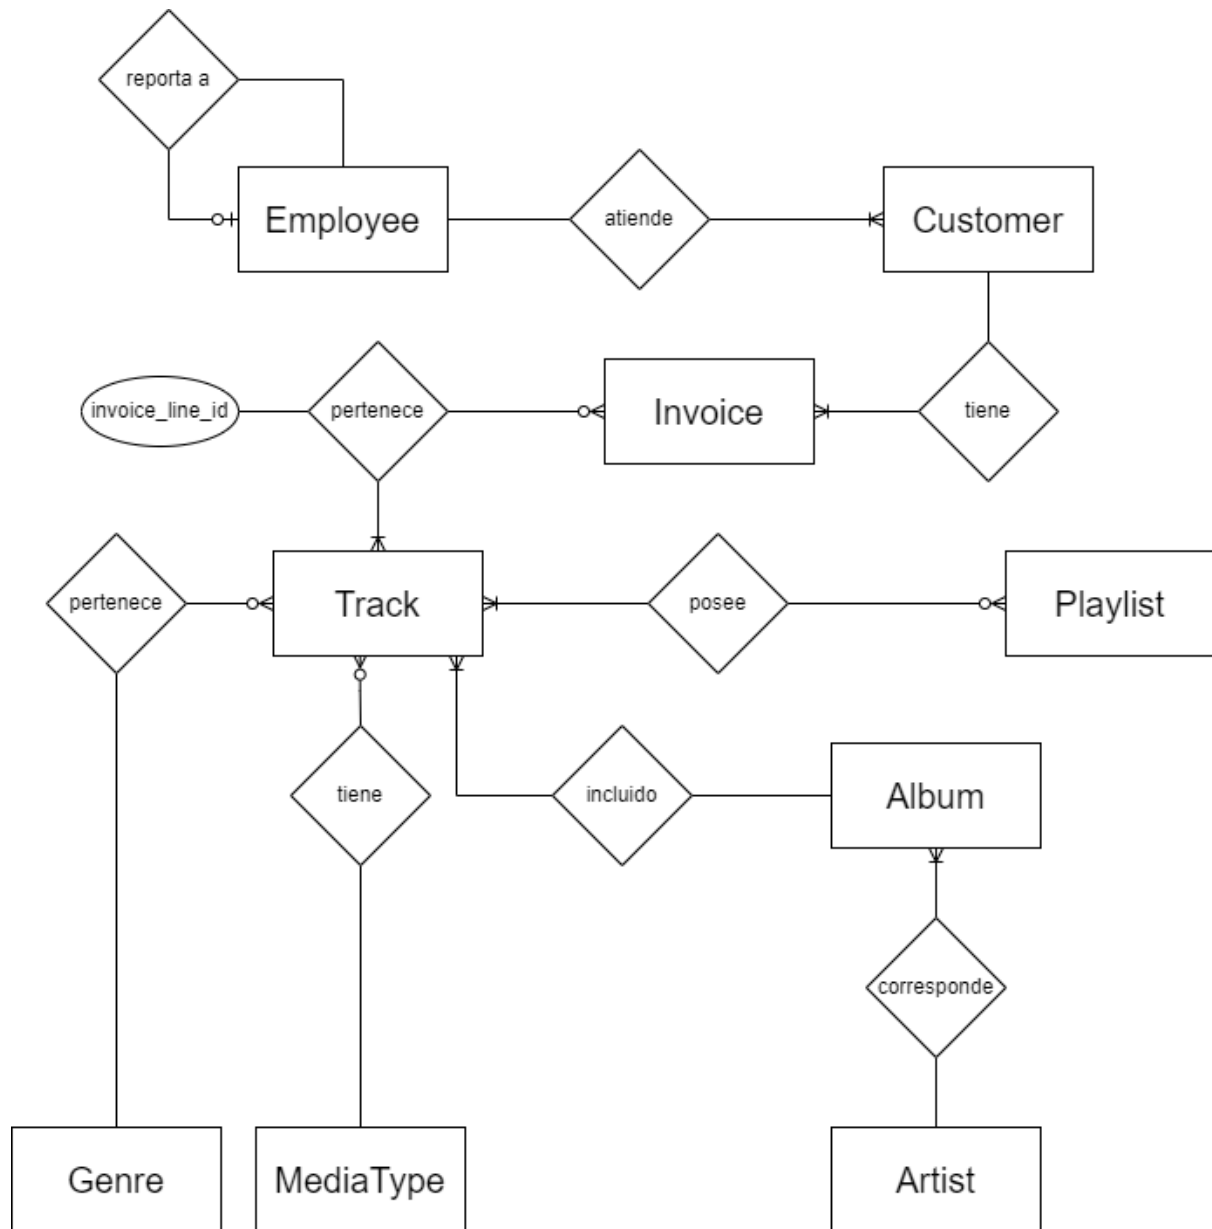 reporta a
Employee
atiende
Customer
invoice_line_id
pertenece
Invoice
tiene
pertenece
Track
posee
Playlist
tiene
incluido
Album
corresponde
Genre
MediaType
Artist